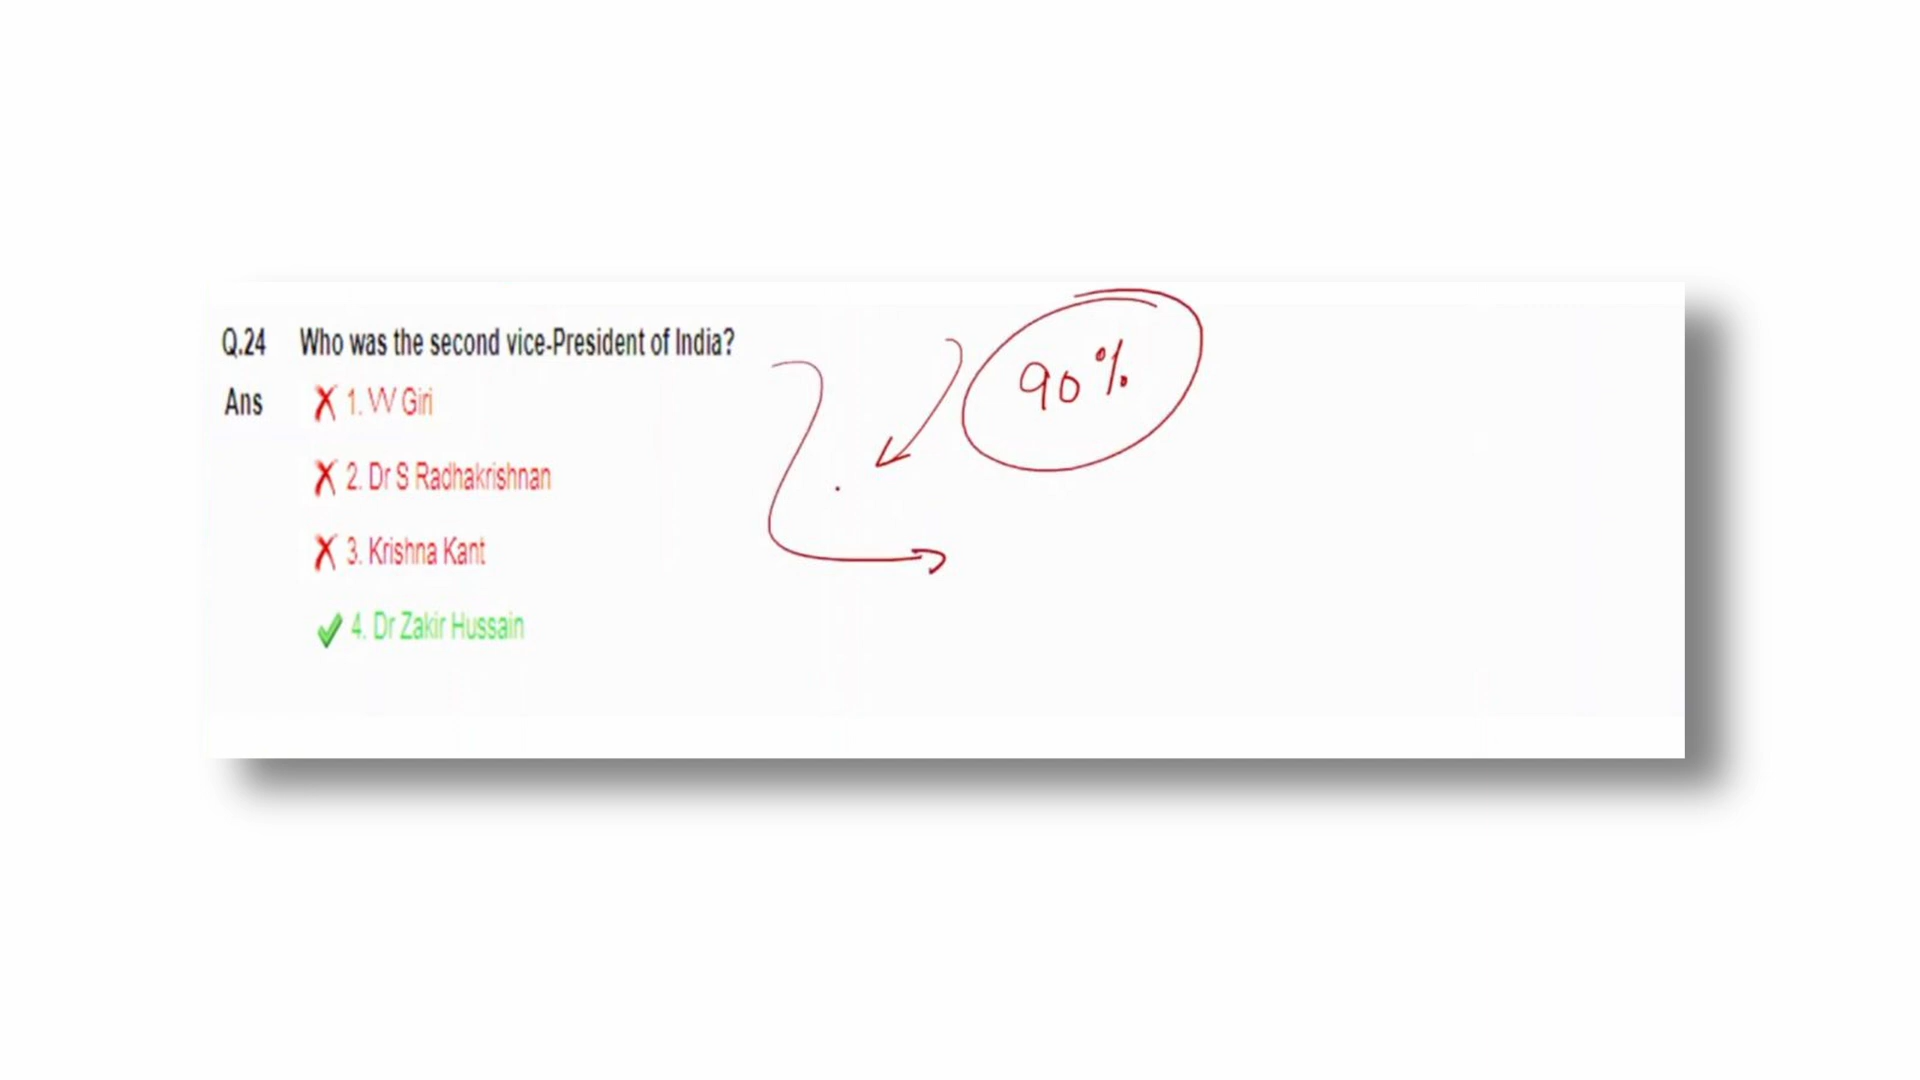 Q.24 Who was the second vice-President of India?
Ans 1. VV Giri
2. Dr S Radhakrishnan
3. Krishna Kant
4. Dr Zakir Hussain
90%